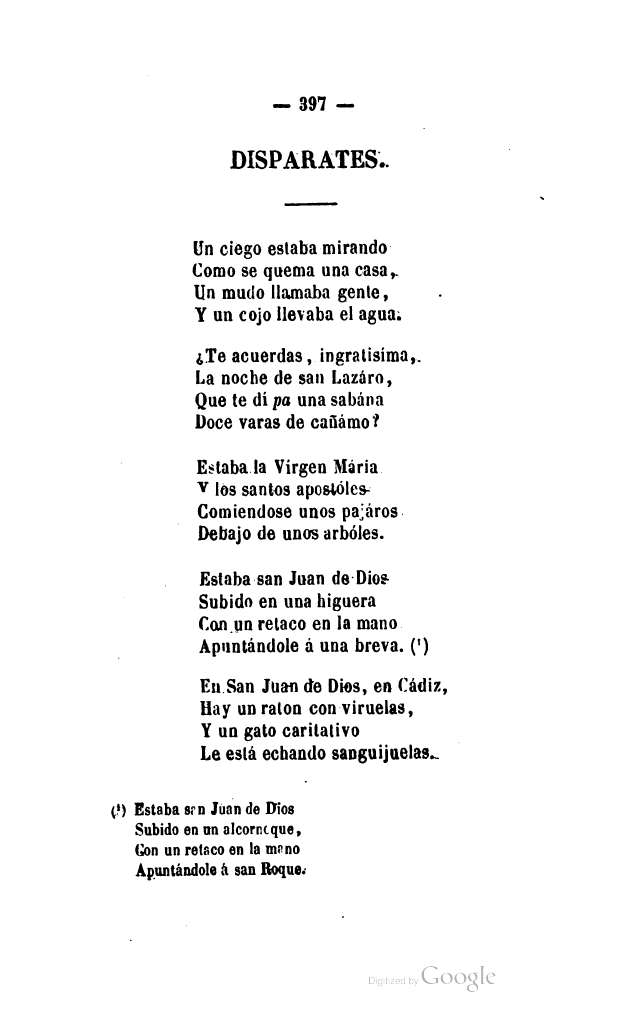 — 397 —
DISPARATES.
Un ciego estaba mirando
Como se quema una casa,
Un mudo llamaba gente,
Y un cojo llevaba el agua.
¿Te acuerdas, ingratisima,
La noche de san Lazáro,
Que te dí pa una sabána
Doce varas de cañámo?
Estaba la Vírgen Mária
Y los santos apostóles
Comiendose unos pajáros
Debajo de unos arbóles.
Estaba san Juan de Dios
Subido en una higuera
Con un retaco en la mano
Apuntándole á una breva. (¹)
En San Juan de Dios, en Cádiz,
Hay un raton con viruelas,
Y un gato caritativo
Le está echando sanguijuelas.
(¹) Estaba san Juan de Dios
Subido en un alcornoque,
Con un retaco en la mano
Apuntándole á san Roque.
Digitized by Google